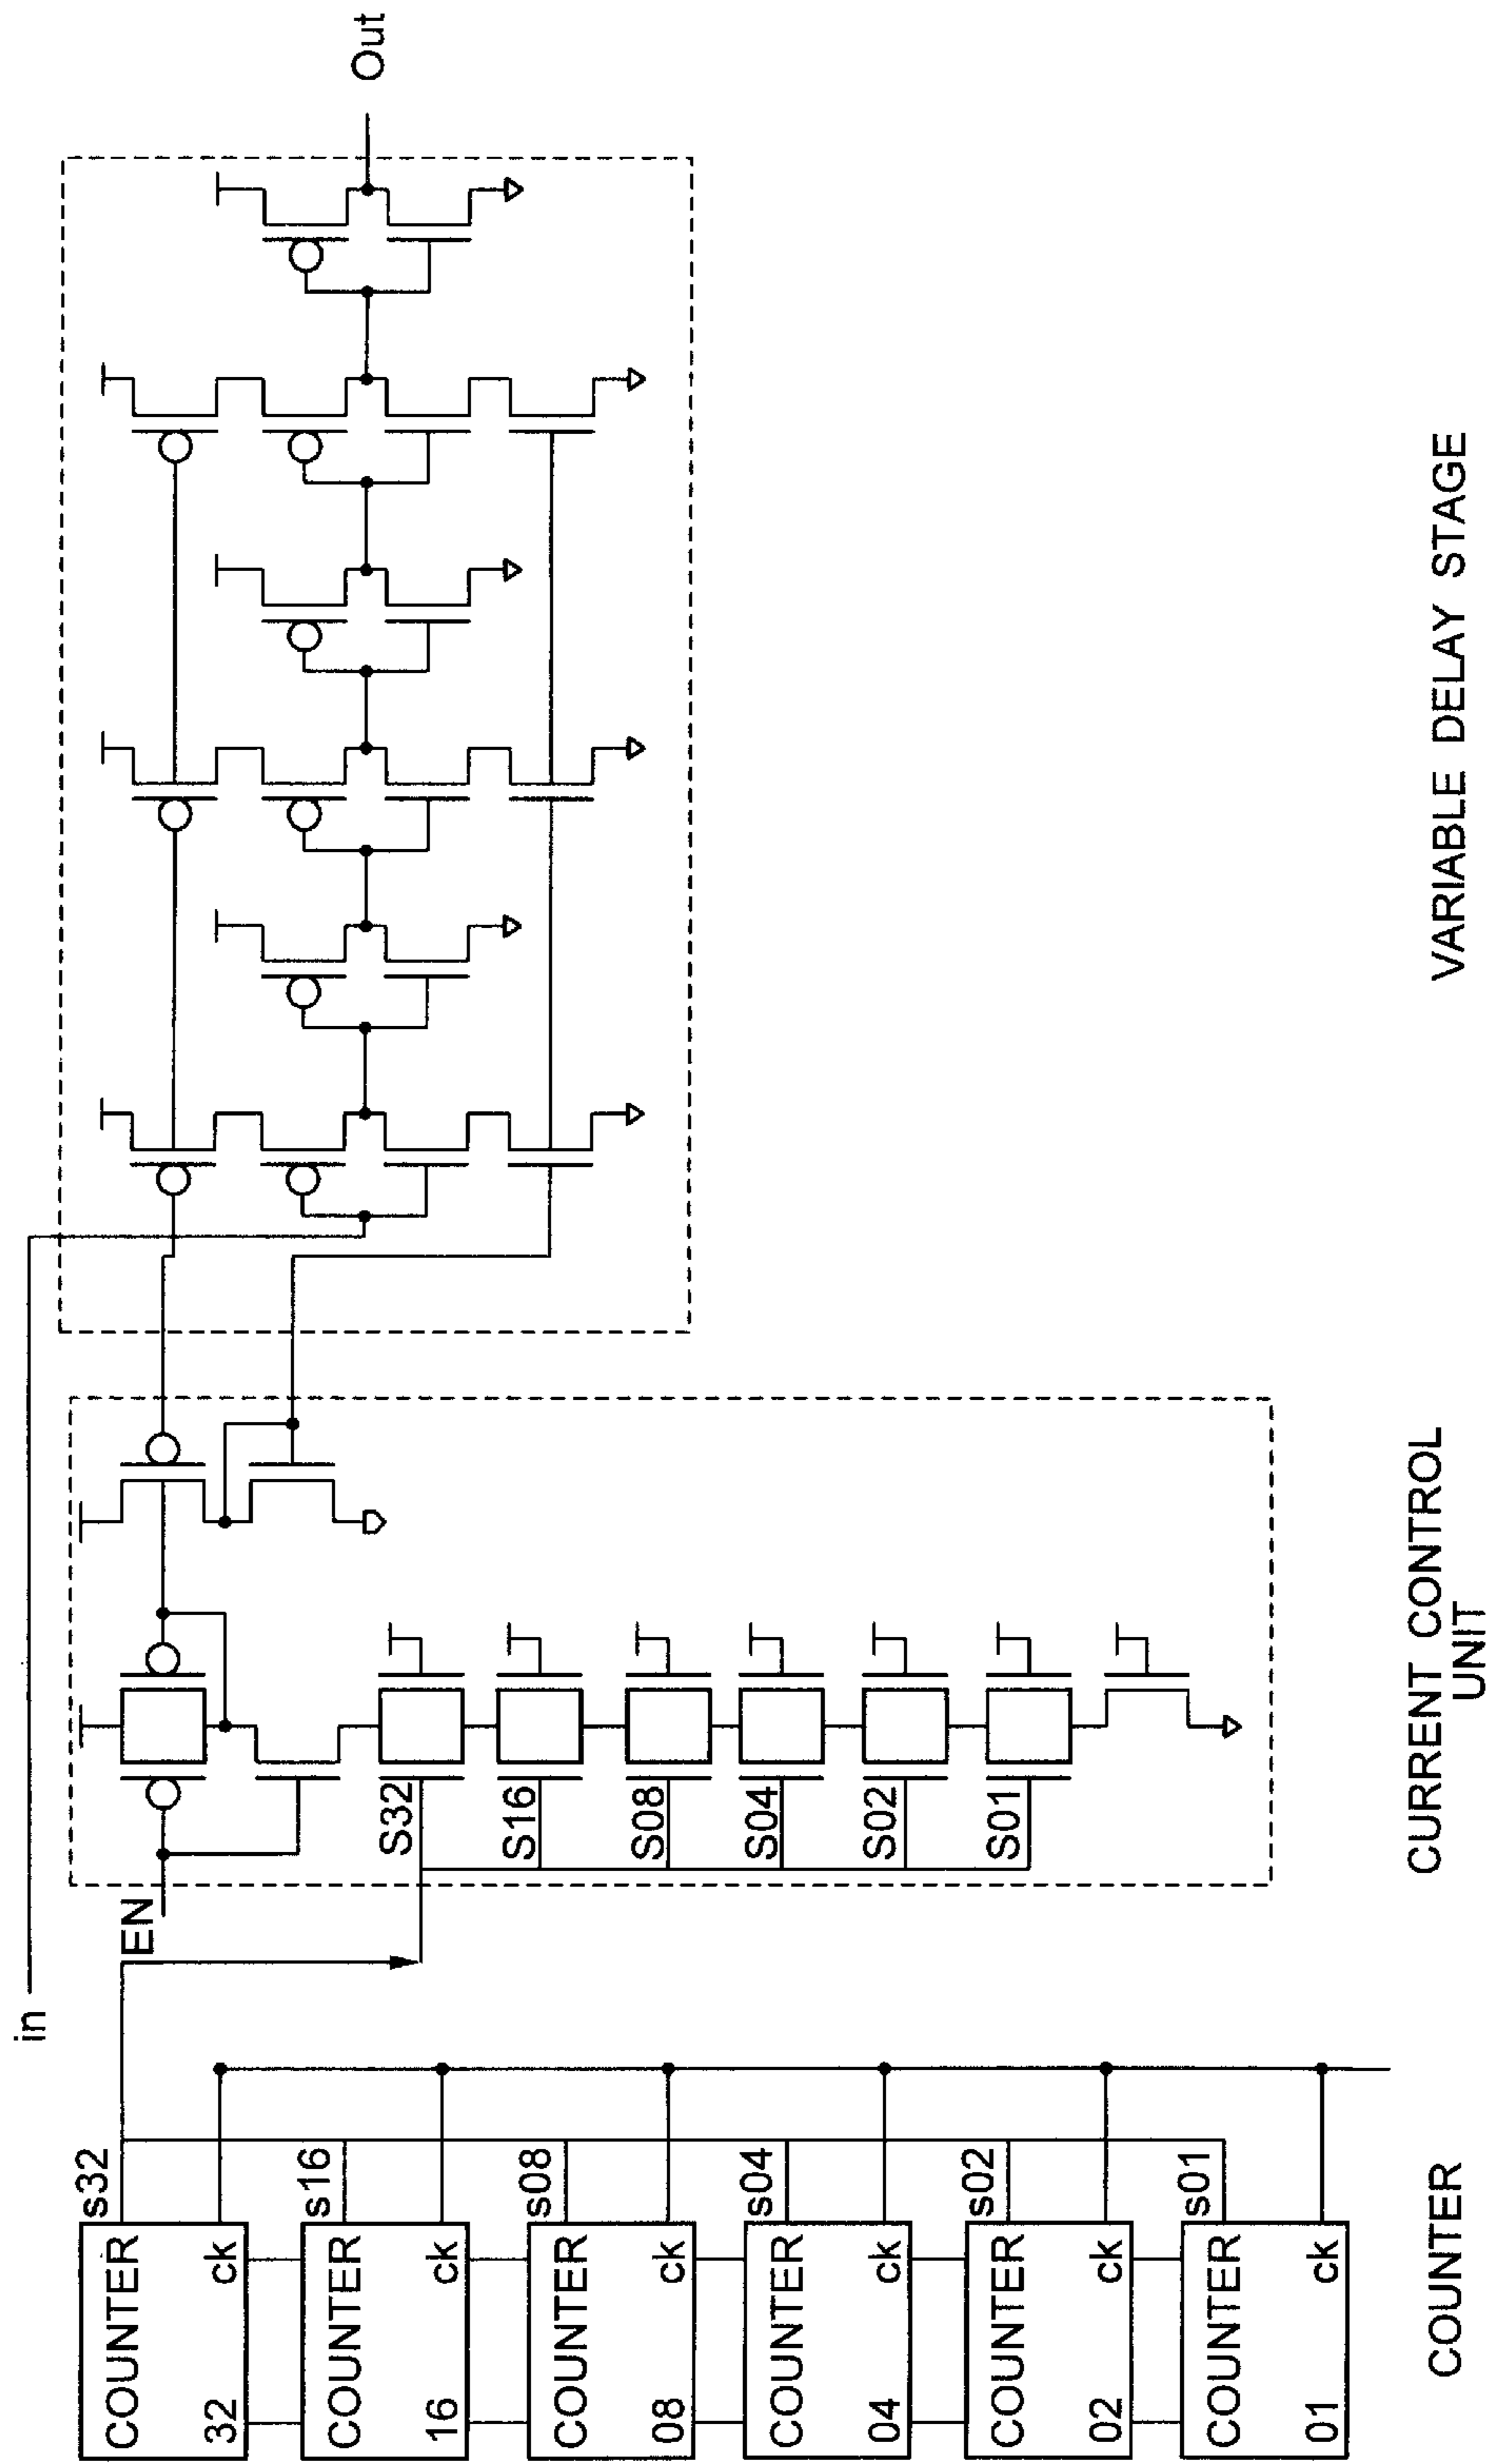 in
Out
COUNTER
32
ck
s32
COUNTER
16
ck
s16
COUNTER
08
ck
s08
COUNTER
04
ck
s04
COUNTER
02
ck
s02
COUNTER
01
ck
s01
COUNTER
EN
S32
S16
S08
S04
S02
S01
CURRENT CONTROL
UNIT
VARIABLE DELAY STAGE